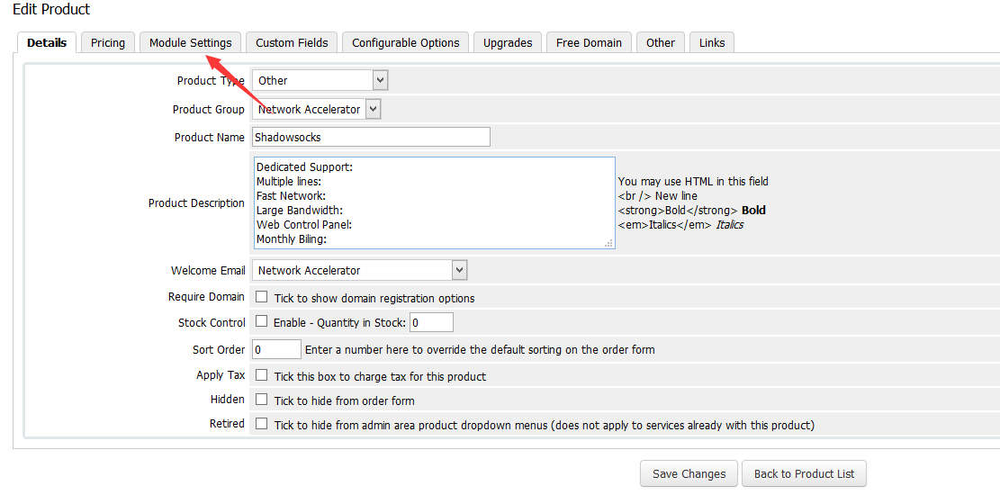 Edit Product
Details Pricing Module Settings Custom Fields Configurable Options Upgrades Free Domain Other Links
Product Type Other
Product Group Network Accelerator
Product Name Shadowsocks
Product Description
Dedicated Support:
Multiple lines:
Fast Network:
Large Bandwidth:
Web Control Panel:
Monthly Biling:
You may use HTML in this field
<br /> New line
<strong>Bold</strong> Bold
<em>Italics</em> Italics
Welcome Email Network Accelerator
Require Domain Tick to show domain registration options
Stock Control Enable - Quantity in Stock: 0
Sort Order 0 Enter a number here to override the default sorting on the order form
Apply Tax Tick this box to charge tax for this product
Hidden Tick to hide from order form
Retired Tick to hide from admin area product dropdown menus (does not apply to services already with this product)
Save Changes Back to Product List